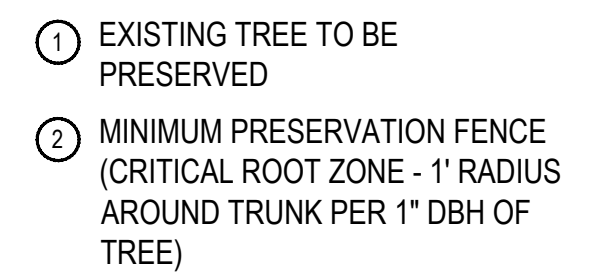 1 EXISTING TREE TO BE
PRESERVED
2 MINIMUM PRESERVATION FENCE
(CRITICAL ROOT ZONE - 1' RADIUS
AROUND TRUNK PER 1" DBH OF
TREE)